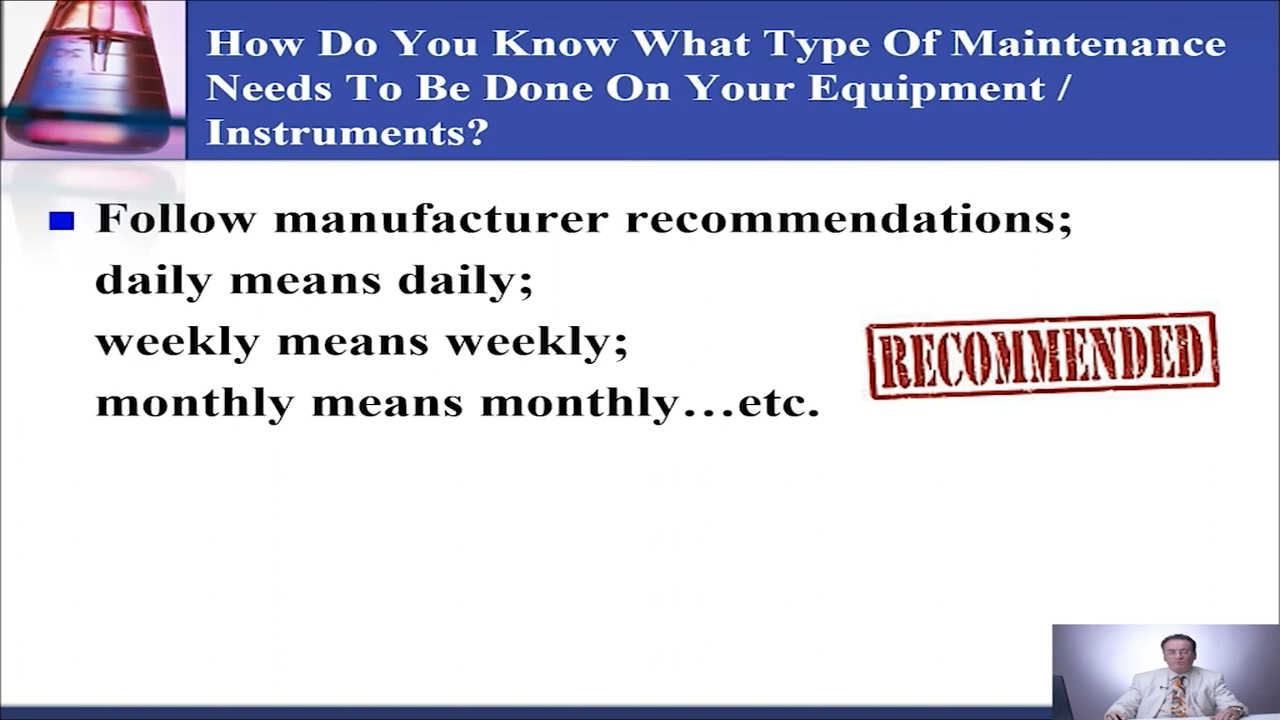 How Do You Know What Type Of Maintenance
Needs To Be Done On Your Equipment /
Instruments?
Follow manufacturer recommendations;
daily means daily;
weekly means weekly;
monthly means monthly...etc.
RECOMMENDED